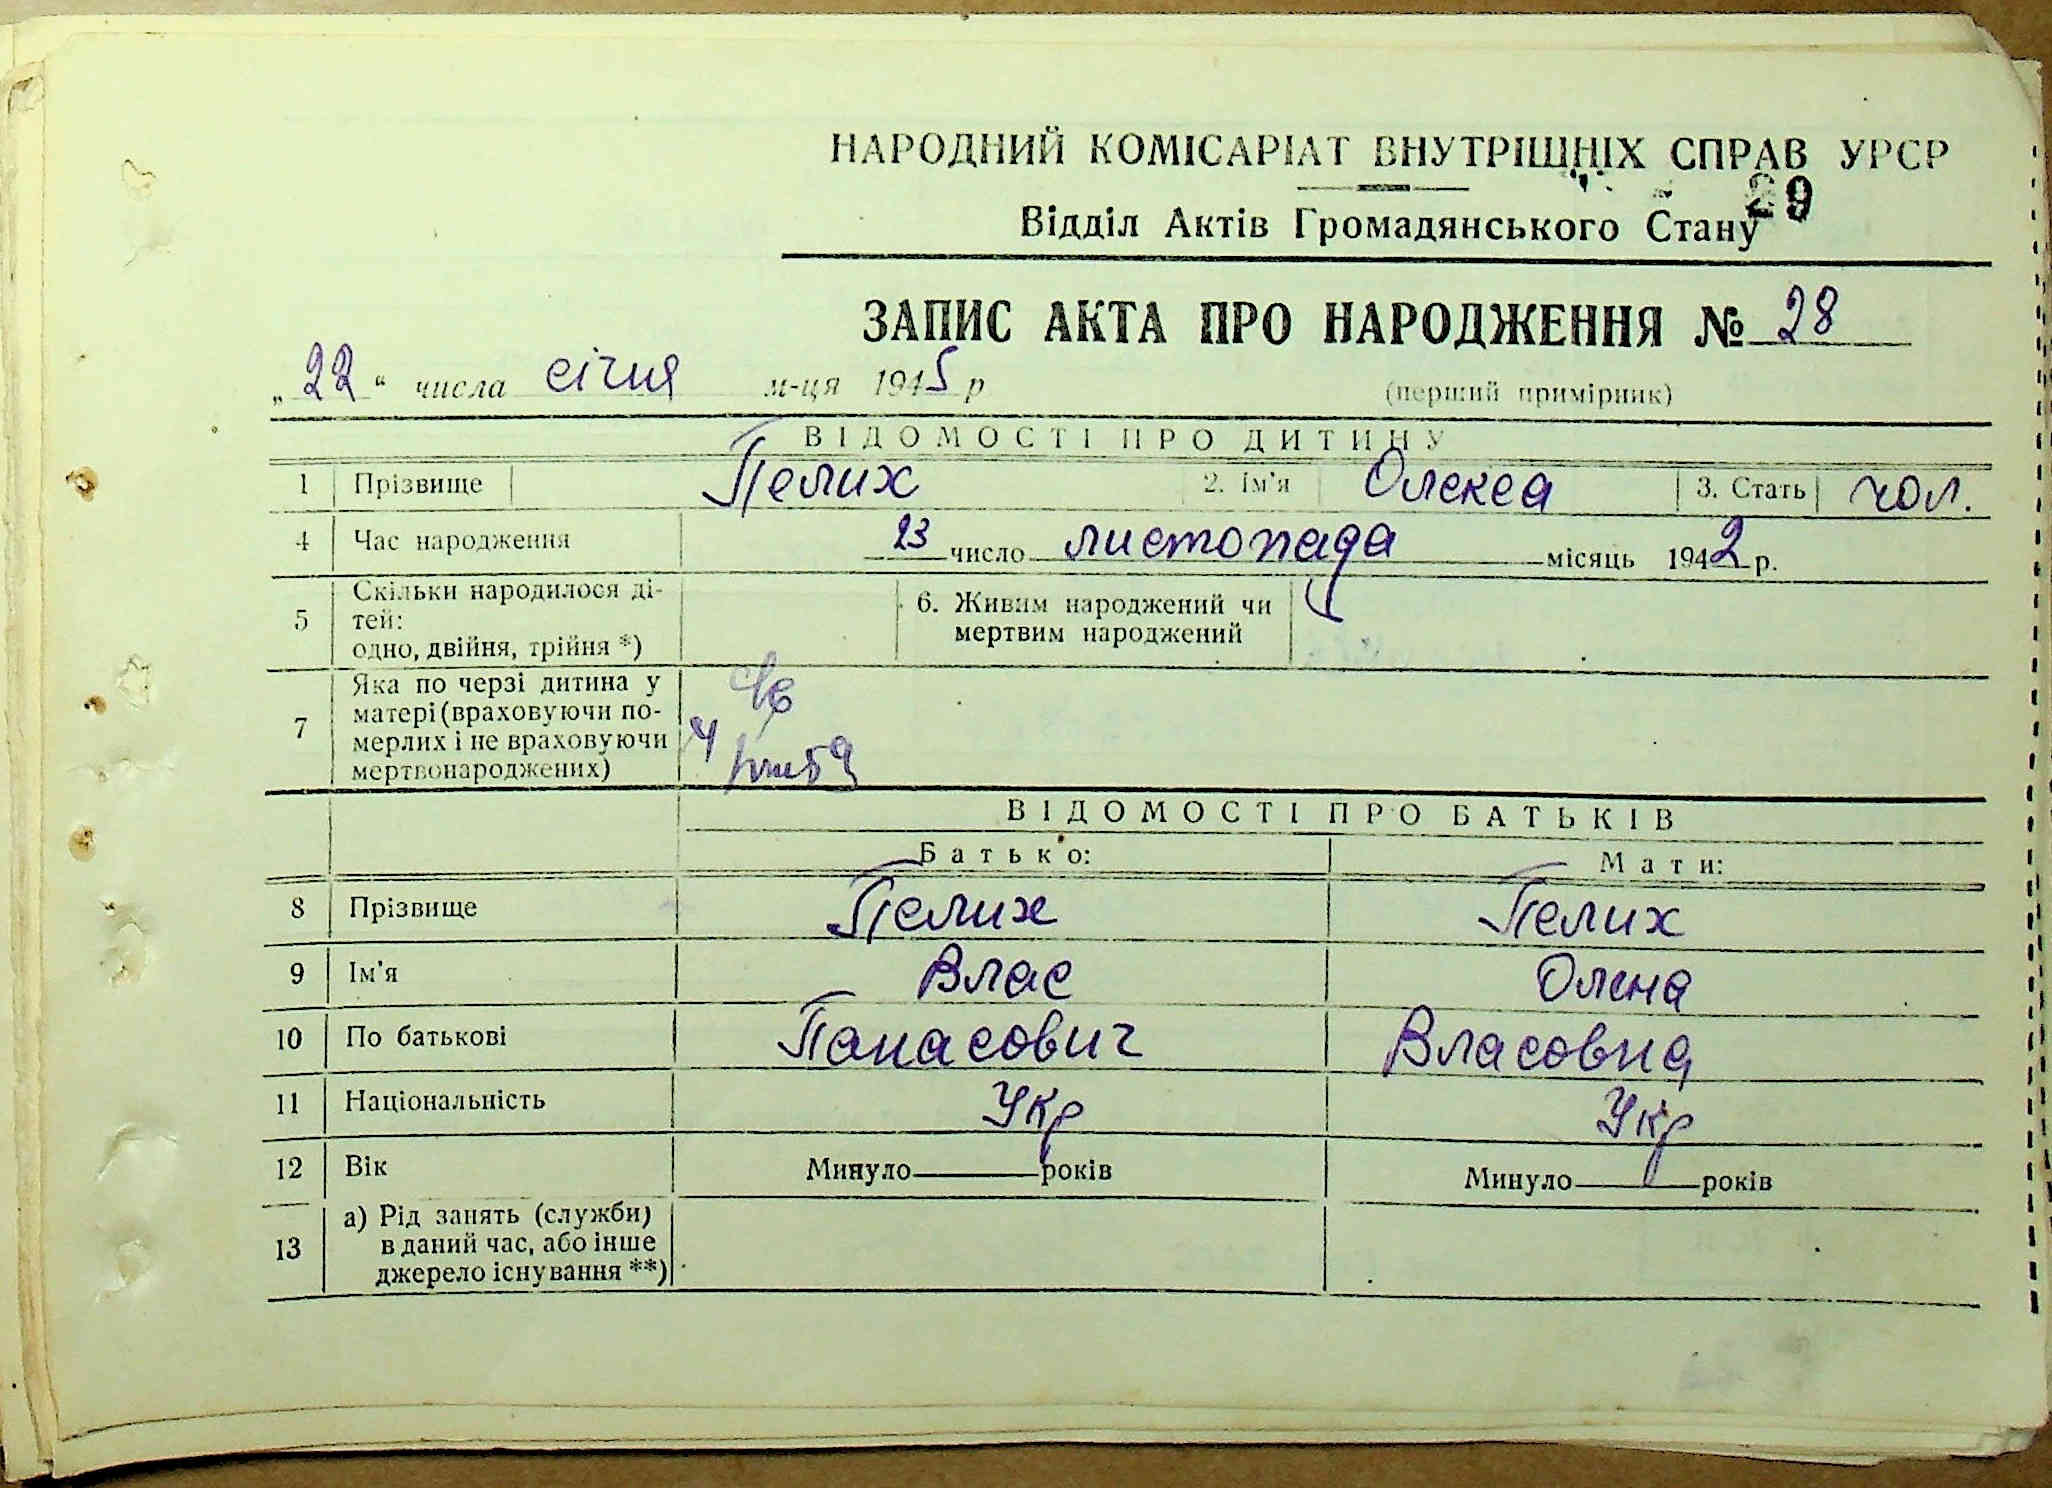 НАРОДНИЙ КОМІСАРІАТ ВНУТРІШНІХ СПРАВ УРСР
69
Відділ Актів Громадянського Стану
ЗАПИС АКТА ПРО НАРОДЖЕННЯ № 28
„22“ числа січня м-ця 1945 р
(перший примірник)
ВІДОМОСТІ ПРО ДИТИНУ
1 Прізвище Пелих 2. Ім'я Олекса 3. Стать чол.
4 Час народження 23 число листопада місяць 1942 р.
5 Скільки народилося ді-
тей:
одно, двійня, трійня *)
6. Живим народжений чи
мертвим народжений
7 Яка по черзі дитина у
матері (враховуючи по-
мерлих і не враховуючи
мертвонароджених)
ВІДОМОСТІ ПРО БАТЬКІВ
Батько: Мати:
8 Прізвище Пелих Пелих
9 Ім'я Влас Олена
10 По батькові Панасович Власовна
11 Національність Укр Укр
12 Вік Минуло років Минуло років
13 а) Рід занять (служби)
в даний час, або інше
джерело існування **)